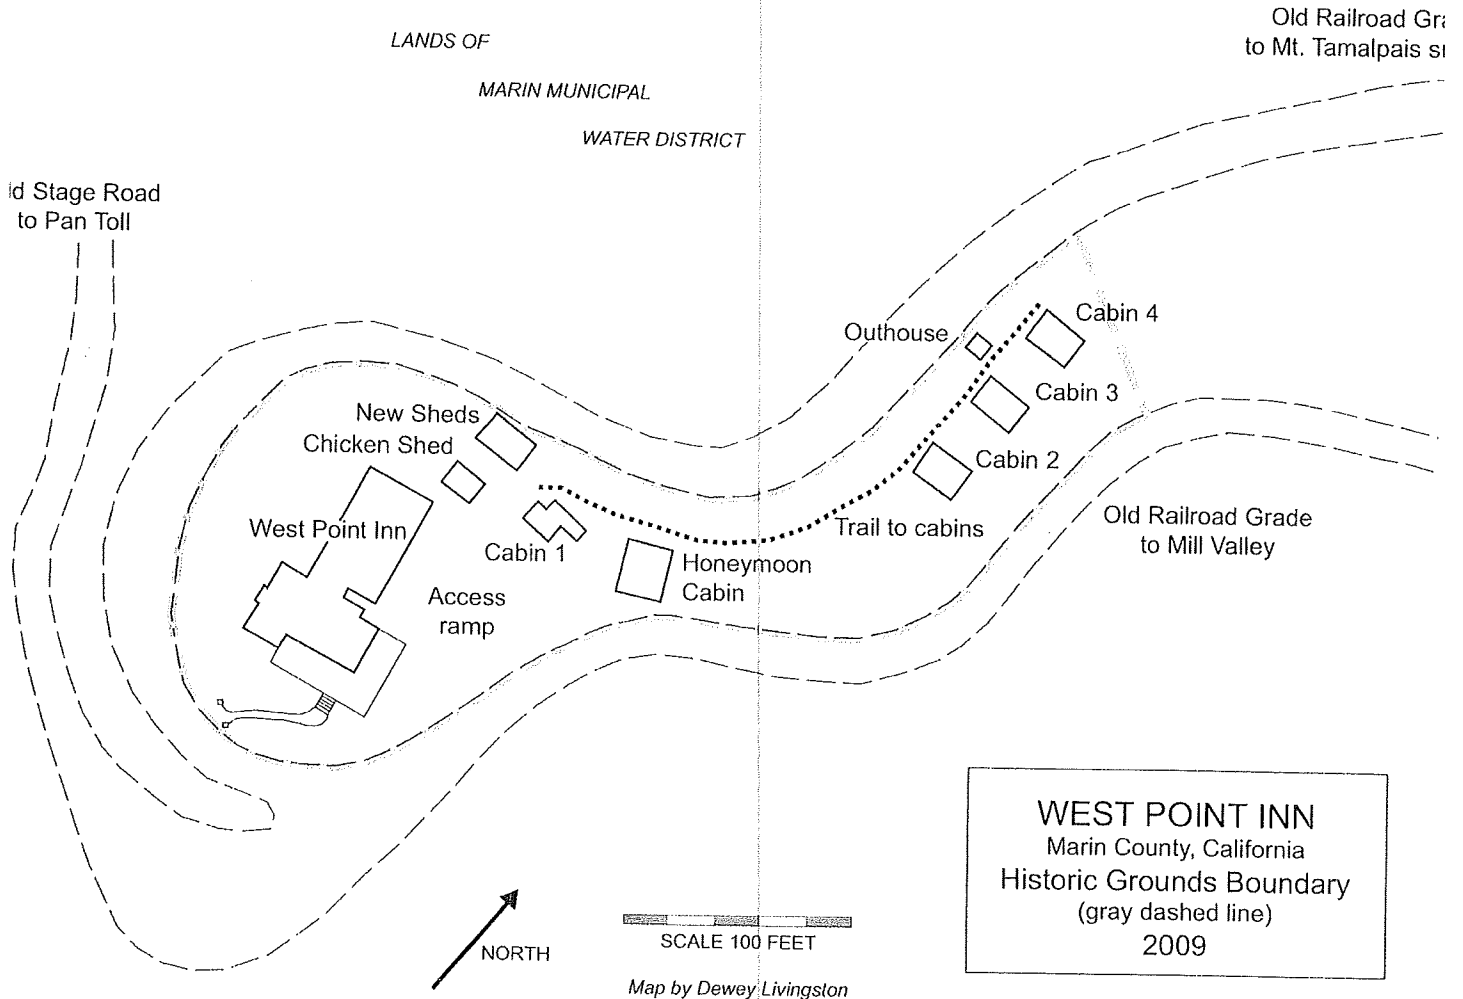 Old Railroad Gra
to Mt. Tamalpais
LANDS OF
MARIN MUNICIPAL
WATER DISTRICT
ld Stage Road
to Pan Toll
Outhouse
Cabin 4
Cabin 3
New Sheds
Chicken Shed
Cabin 2
West Point Inn
Trail to cabins
Old Railroad Grade
to Mill Valley
Cabin 1
Honeymoon
Cabin
Access
ramp
WEST POINT INN
Marin County, California
Historic Grounds Boundary
(gray dashed line)
2009
NORTH
SCALE 100 FEET
Map by Dewey Livingston